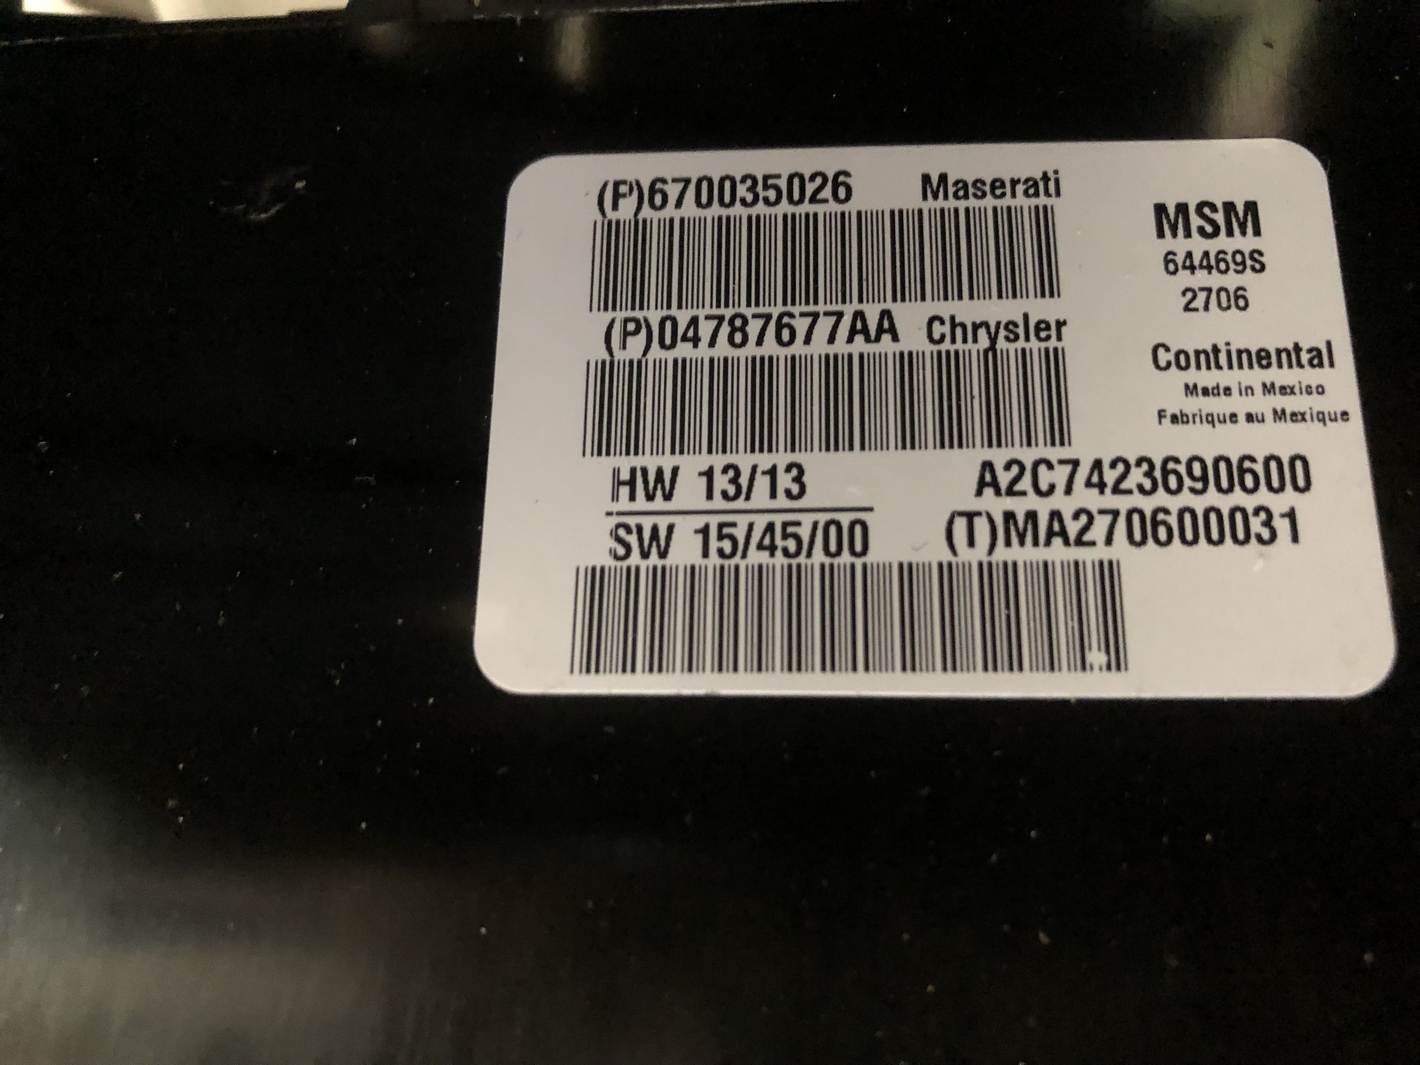 (P)670035026 Maserati
(P)04787677AA Chrysler
HW 13/13
SW 15/45/00
A2C7423690600
(T)MA270600031
MSM
64469S
2706
Continental
Made in Mexico
Fabrique au Mexique